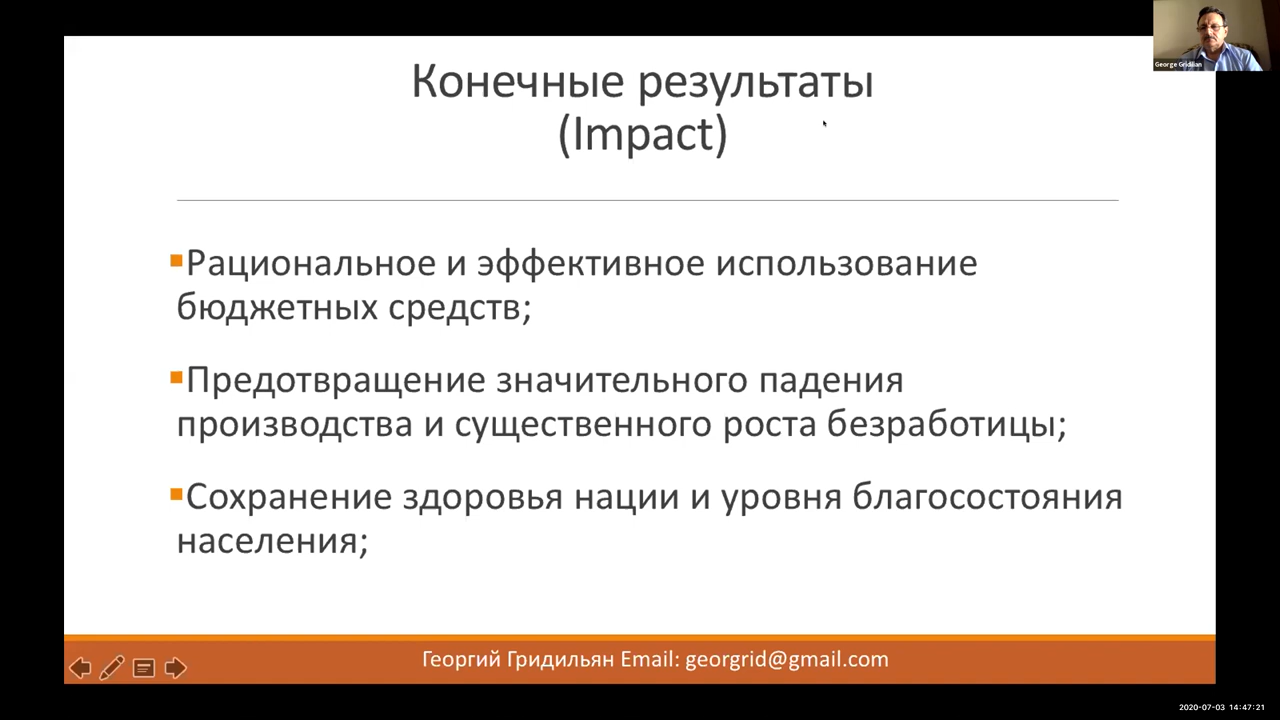 Конечные результаты
(Impact)
George Gridilian
Рациональное и эффективное использование
бюджетных средств;
Предотвращение значительного падения
производства и существенного роста безработицы;
Сохранение здоровья нации и уровня благосостояния
населения;
Георгий Гридильян Email: georgrid@gmail.com
2020-07-03 14:47:21